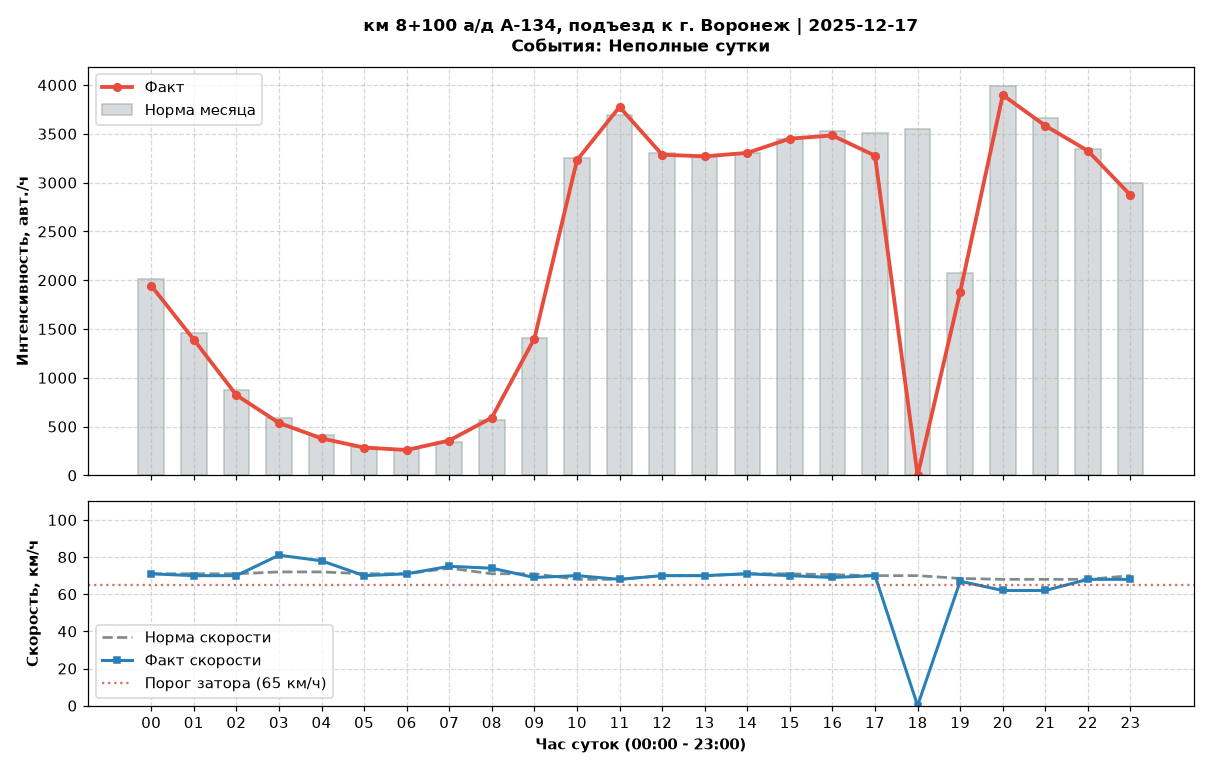 км 8+100 а/д А-134, подъезд к г. Воронеж | 2025-12-17
События: Неполные сутки
Факт
Норма месяца
Интенсивность, авт./ч
4000
3500
3000
2500
2000
1500
1000
500
0
Скорость, км/ч
100
80
60
40
20
0
Норма скорости
Факт скорости
Порог затора (65 км/ч)
00 01 02 03 04 05 06 07 08 09 10 11 12 13 14 15 16 17 18 19 20 21 22 23
Час суток (00:00 - 23:00)